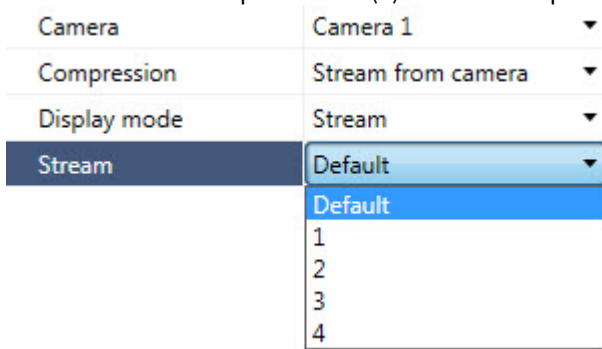 Camera Camera 1
Compression Stream from camera
Display mode Stream
Stream Default
Default
1
2
3
4